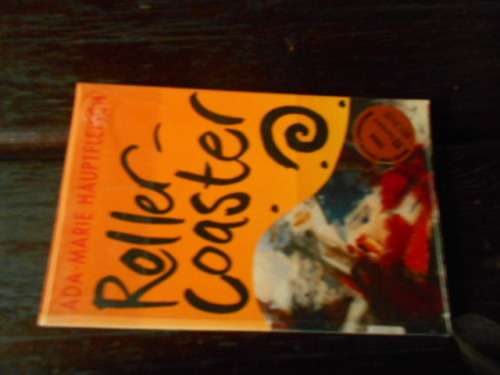 ADA-MARIE HAUPTFLEISCH
Roller-
coaster